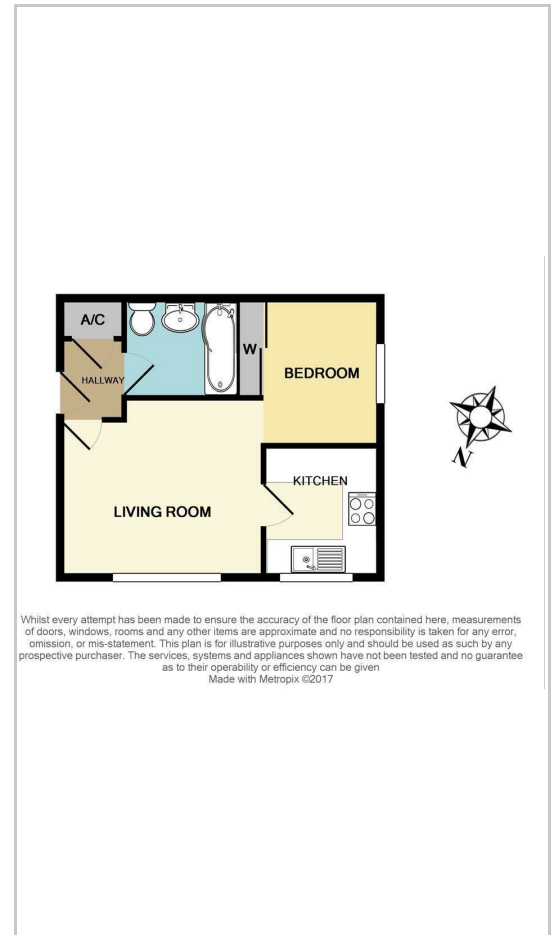 A/C
HALLWAY
W
BEDROOM
KITCHEN
LIVING ROOM
N
Whilst every attempt has been made to ensure the accuracy of the floor plan contained here, measurements
of doors, windows, rooms and any other items are approximate and no responsibility is taken for any error,
omission, or mis-statement. This plan is for illustrative purposes only and should be used as such by any
prospective purchaser. The services, systems and appliances shown have not been tested and no guarantee
as to their operability or efficiency can be given
Made with Metropix ©2017